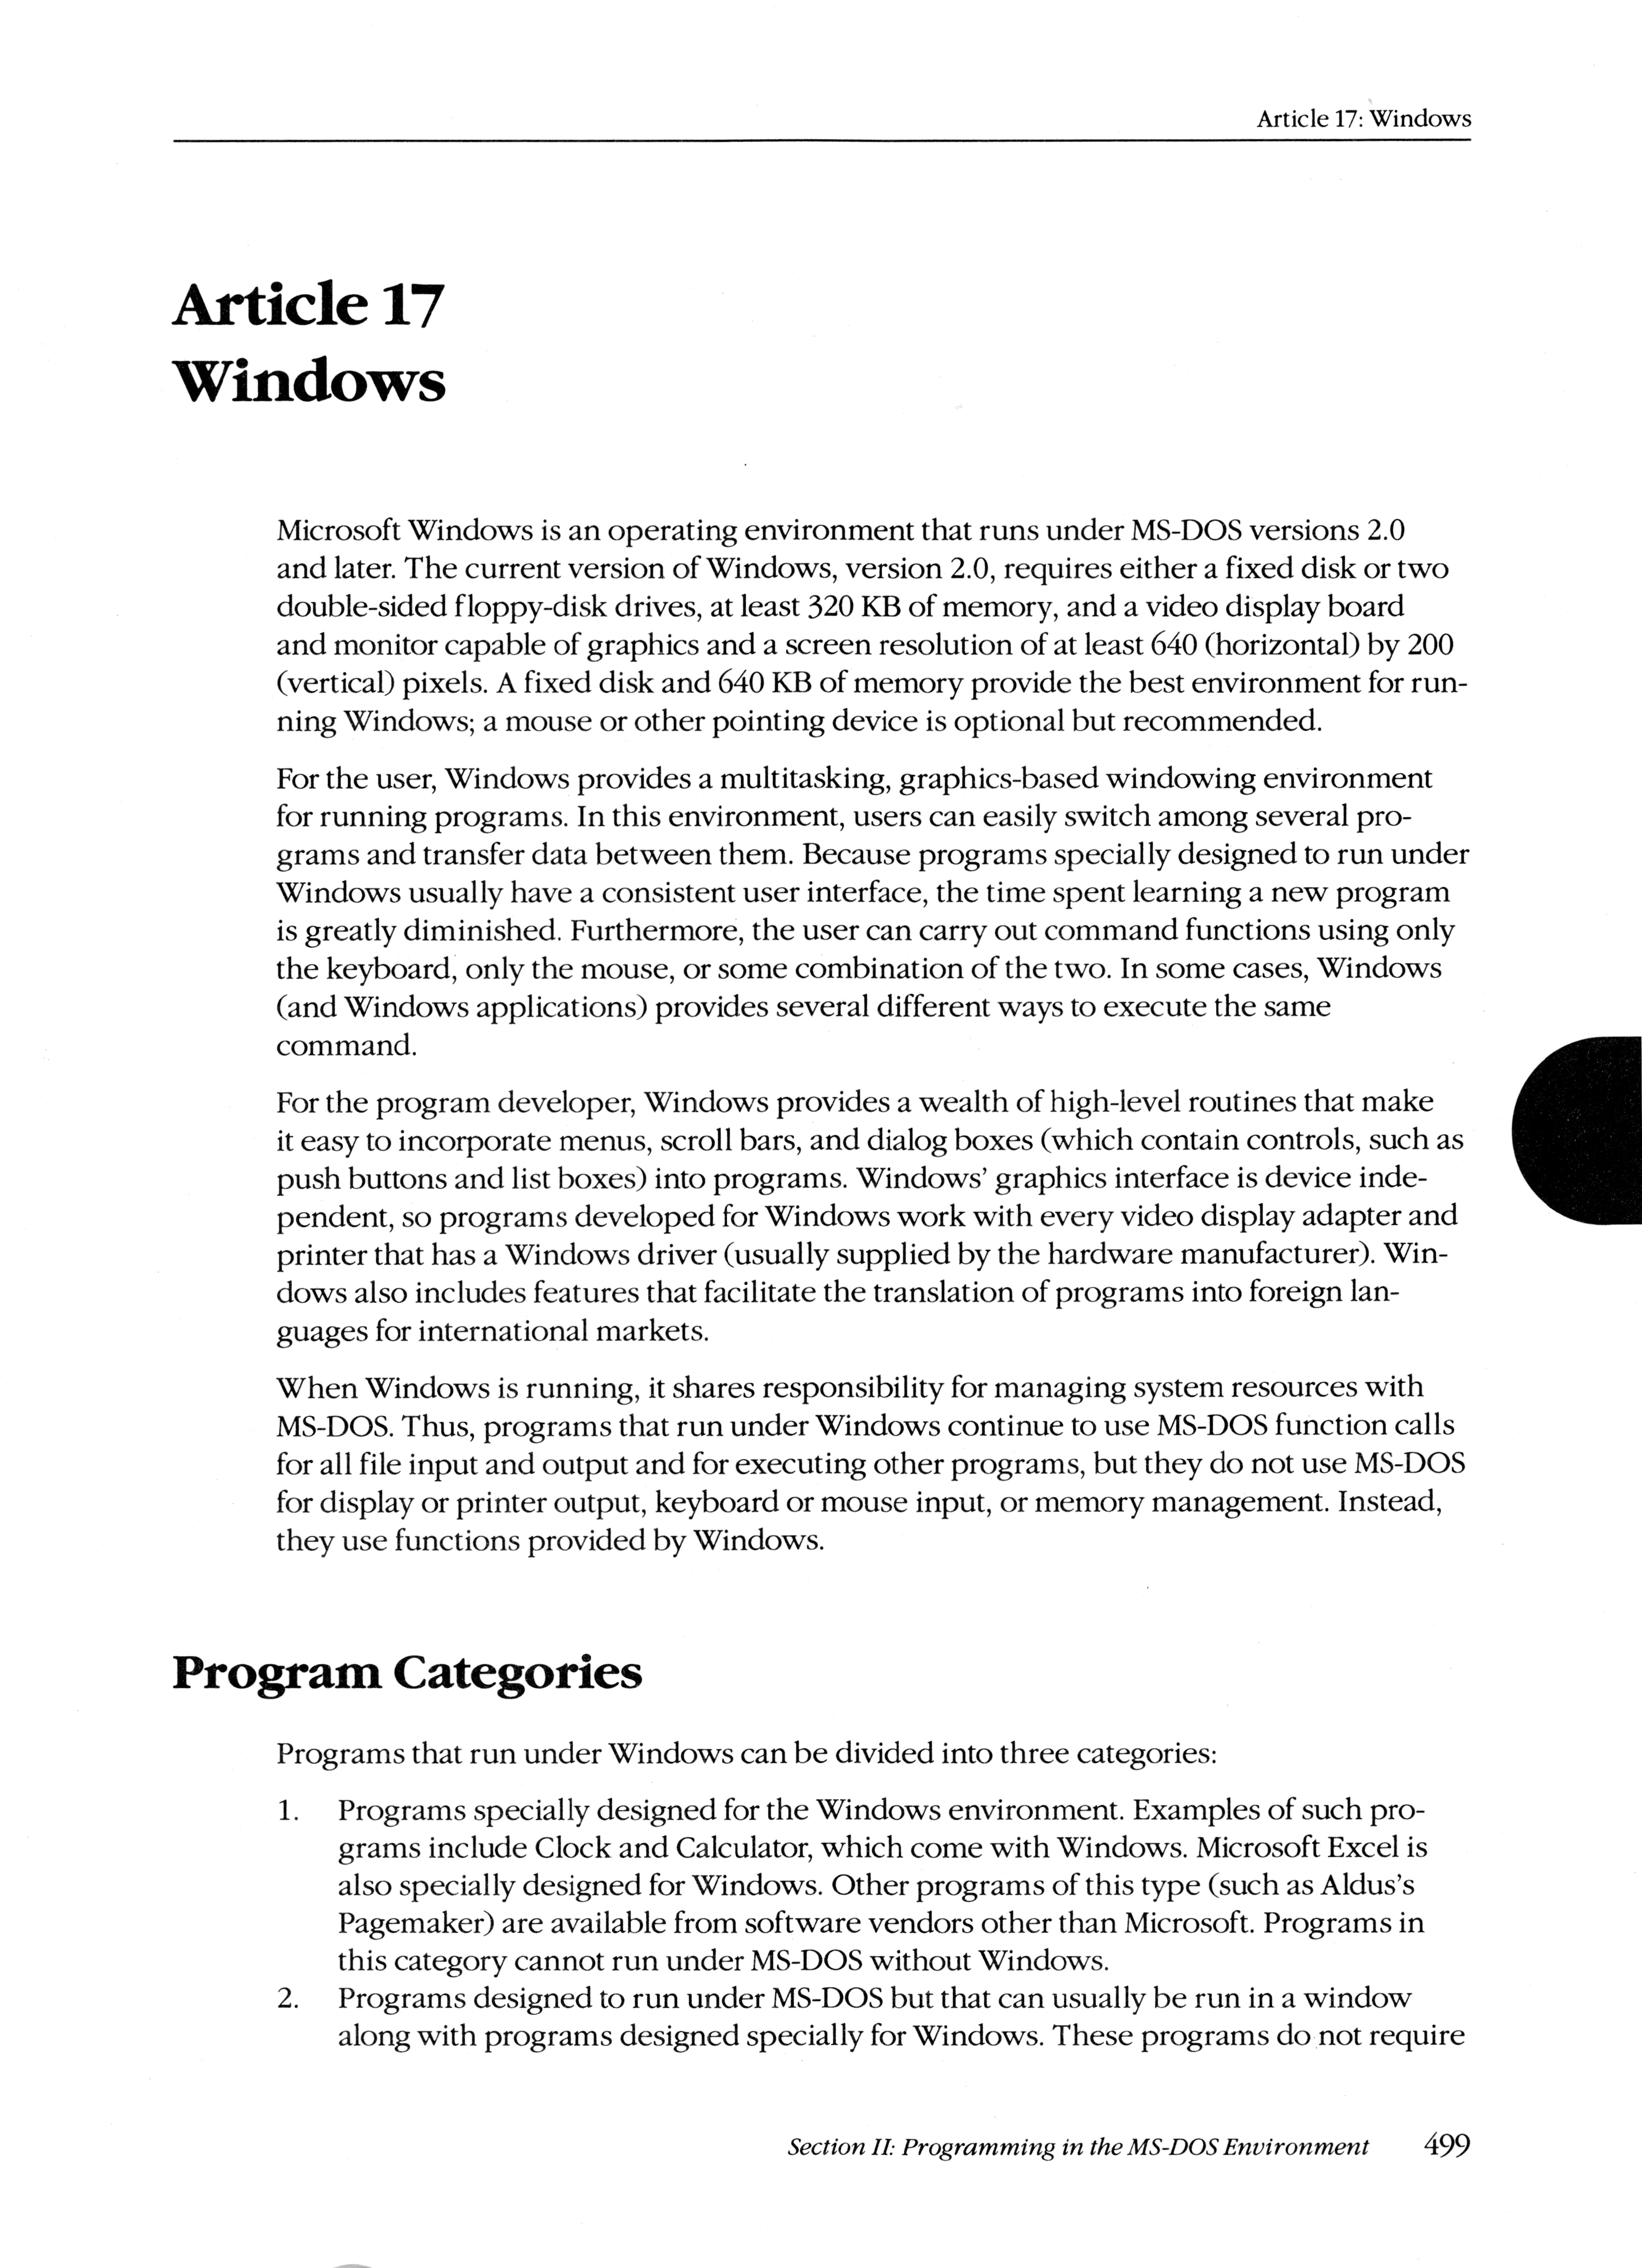 Article 17: Windows
Article 17
Windows
Microsoft Windows is an operating environment that runs under MS-DOS versions 2.0
and later. The current version of Windows, version 2.0, requires either a fixed disk or two
double-sided floppy-disk drives, at least 320 KB of memory, and a video display board
and monitor capable of graphics and a screen resolution of at least 640 (horizontal) by 200
(vertical) pixels. A fixed disk and 640 KB of memory provide the best environment for run-
ning Windows; a mouse or other pointing device is optional but recommended.
For the user, Windows provides a multitasking, graphics-based windowing environment
for running programs. In this environment, users can easily switch among several pro-
grams and transfer data between them. Because programs specially designed to run under
Windows usually have a consistent user interface, the time spent learning a new program
is greatly diminished. Furthermore, the user can carry out command functions using only
the keyboard, only the mouse, or some combination of the two. In some cases, Windows
(and Windows applications) provides several different ways to execute the same
command.
For the program developer, Windows provides a wealth of high-level routines that make
it easy to incorporate menus, scroll bars, and dialog boxes (which contain controls, such as
push buttons and list boxes) into programs. Windows' graphics interface is device inde-
pendent, so programs developed for Windows work with every video display adapter and
printer that has a Windows driver (usually supplied by the hardware manufacturer). Win-
dows also includes features that facilitate the translation of programs into foreign lan-
guages for international markets.
When Windows is running, it shares responsibility for managing system resources with
MS-DOS. Thus, programs that run under Windows continue to use MS-DOS function calls
for all file input and output and for executing other programs, but they do not use MS-DOS
for display or printer output, keyboard or mouse input, or memory management. Instead,
they use functions provided by Windows.
Program Categories
Programs that run under Windows can be divided into three categories:
1. Programs specially designed for the Windows environment. Examples of such pro-
grams include Clock and Calculator, which come with Windows. Microsoft Excel is
also specially designed for Windows. Other programs of this type (such as Aldus's
Pagemaker) are available from software vendors other than Microsoft. Programs in
this category cannot run under MS-DOS without Windows.
2. Programs designed to run under MS-DOS but that can usually be run in a window
along with programs designed specially for Windows. These programs do not require
Section II: Programming in the MS-DOS Environment 499